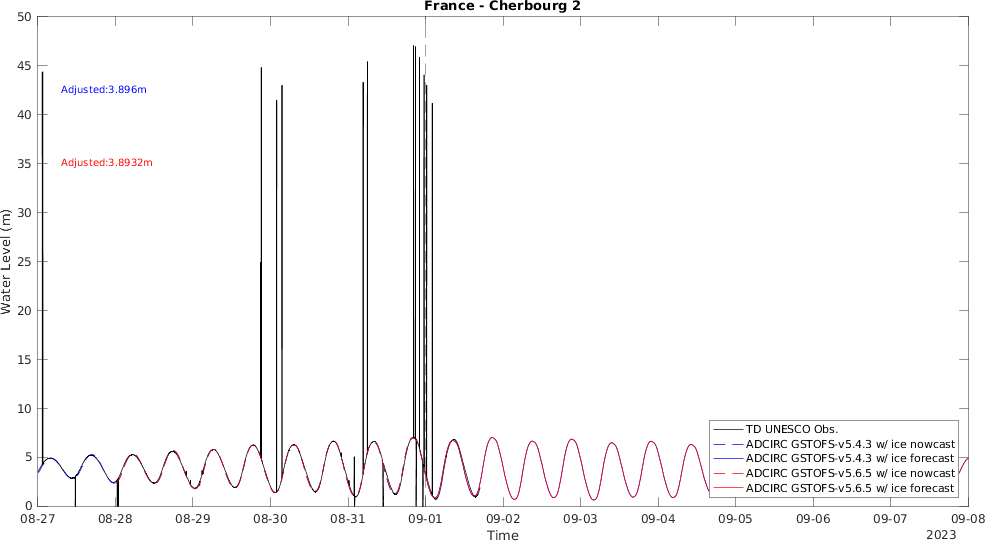 France - Cherbourg 2
50
45
40
35
30
25
20
15
10
5
0
Water Level (m)
Adjusted:3.896m
Adjusted:3.8932m
TD UNESCO Obs.
ADCIRC GSTOFS-v5.4.3 w/ ice nowcast
ADCIRC GSTOFS-v5.4.3 w/ ice forecast
ADCIRC GSTOFS-v5.6.5 w/ ice nowcast
ADCIRC GSTOFS-v5.6.5 w/ ice forecast
08-27 08-28 08-29 08-30 08-31 09-01 09-02 09-03 09-04 09-05 09-06 09-07 09-08
Time
2023